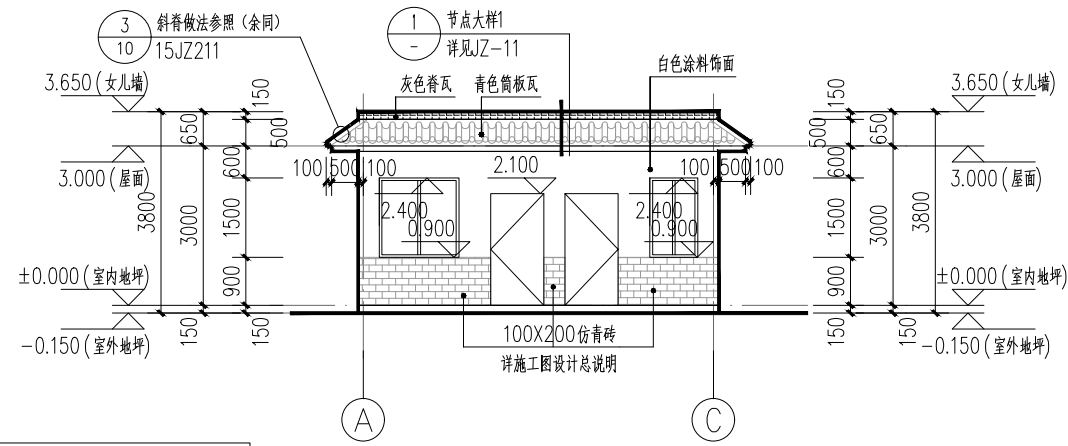 3
10
斜脊做法参照（余同）
15JZ211
1
-
节点大样1
详见JZ-11
白色涂料饰面
灰色脊瓦
青色筒板瓦
3.650(女儿墙)
3.650(女儿墙)
150
650
500
150
650
500
3.000(屋面)
3.000(屋面)
600
600
100 500 100
100 500 100
2.100
2.400
0.900
2.400
0.900
3800
3000
1500
1500
3000
3800
±0.000(室内地坪)
±0.000(室内地坪)
900
900
-0.150(室外地坪)
-0.150(室外地坪)
150
150
150
150
100X200仿青砖
详施工图设计总说明
A
C